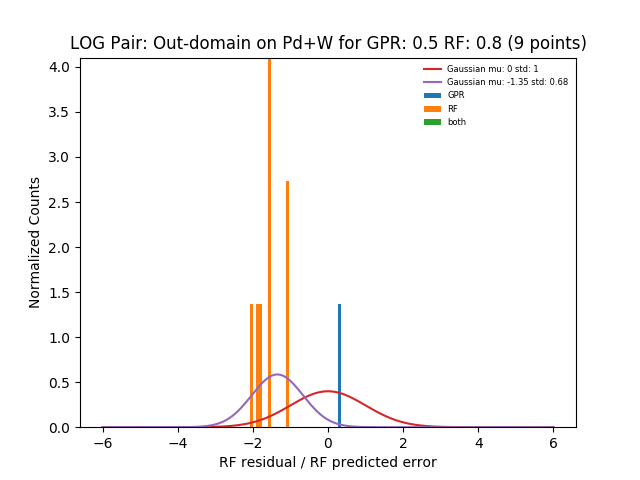 LOG Pair: Out-domain on Pd+W for GPR: 0.5 RF: 0.8 (9 points)
Gaussian mu: 0 std: 1
Gaussian mu: -1.35 std: 0.68
GPR
RF
both
Normalized Counts
4.0
3.5
3.0
2.5
2.0
1.5
1.0
0.5
0.0
−6 −4 −2 0 2 4 6
RF residual / RF predicted error